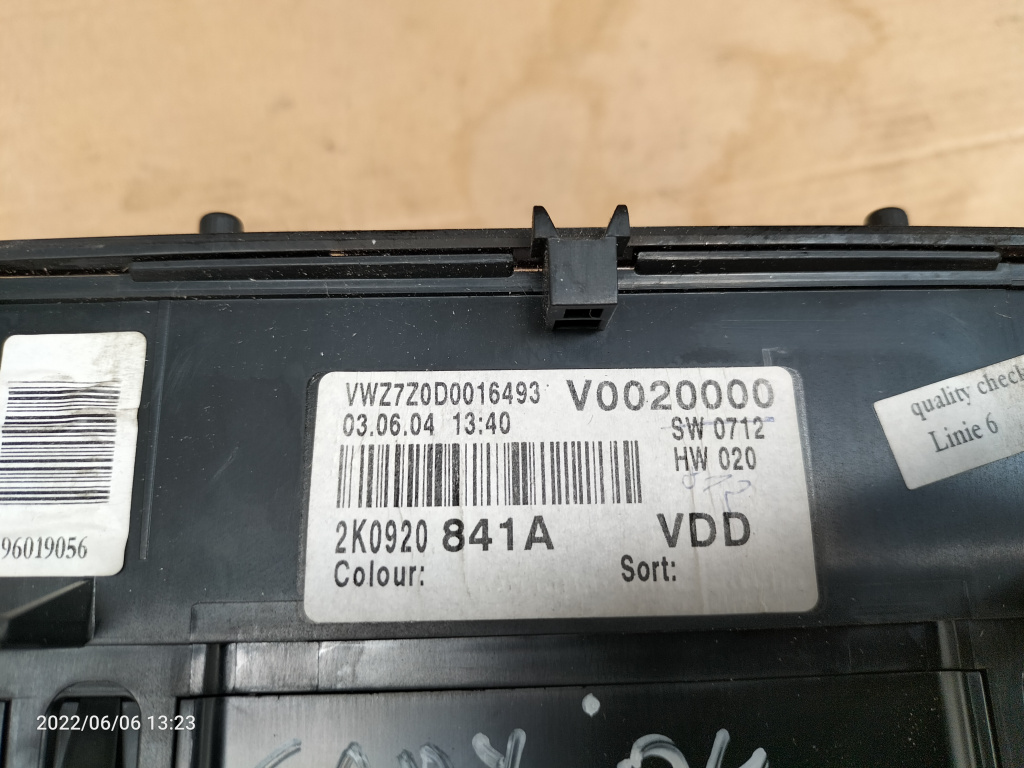 VWZ7Z0D0016493 V0020000
03.06.04 13:40 SW 0712
HW 020
2K0920 841A VDD
Colour: Sort:
96019056
quality check
Linie 6
2022/06/06 13:23